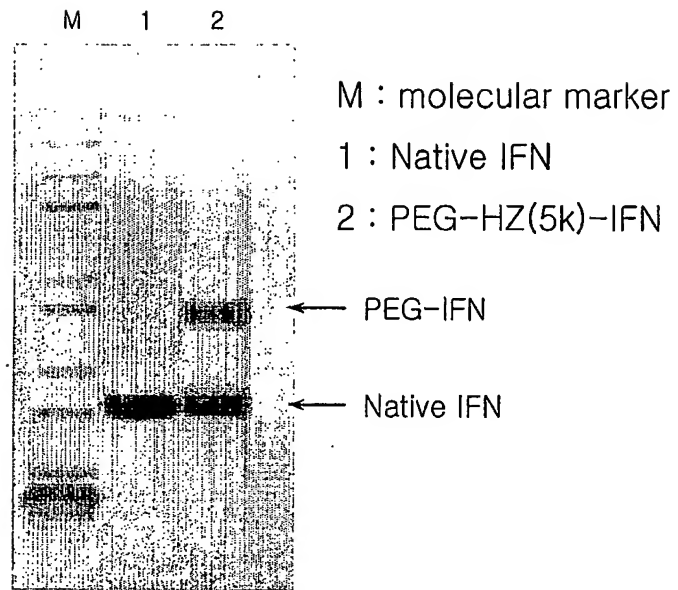 M 1 2
M : molecular marker
1 : Native IFN
2 : PEG-HZ(5k)-IFN
PEG-IFN
Native IFN